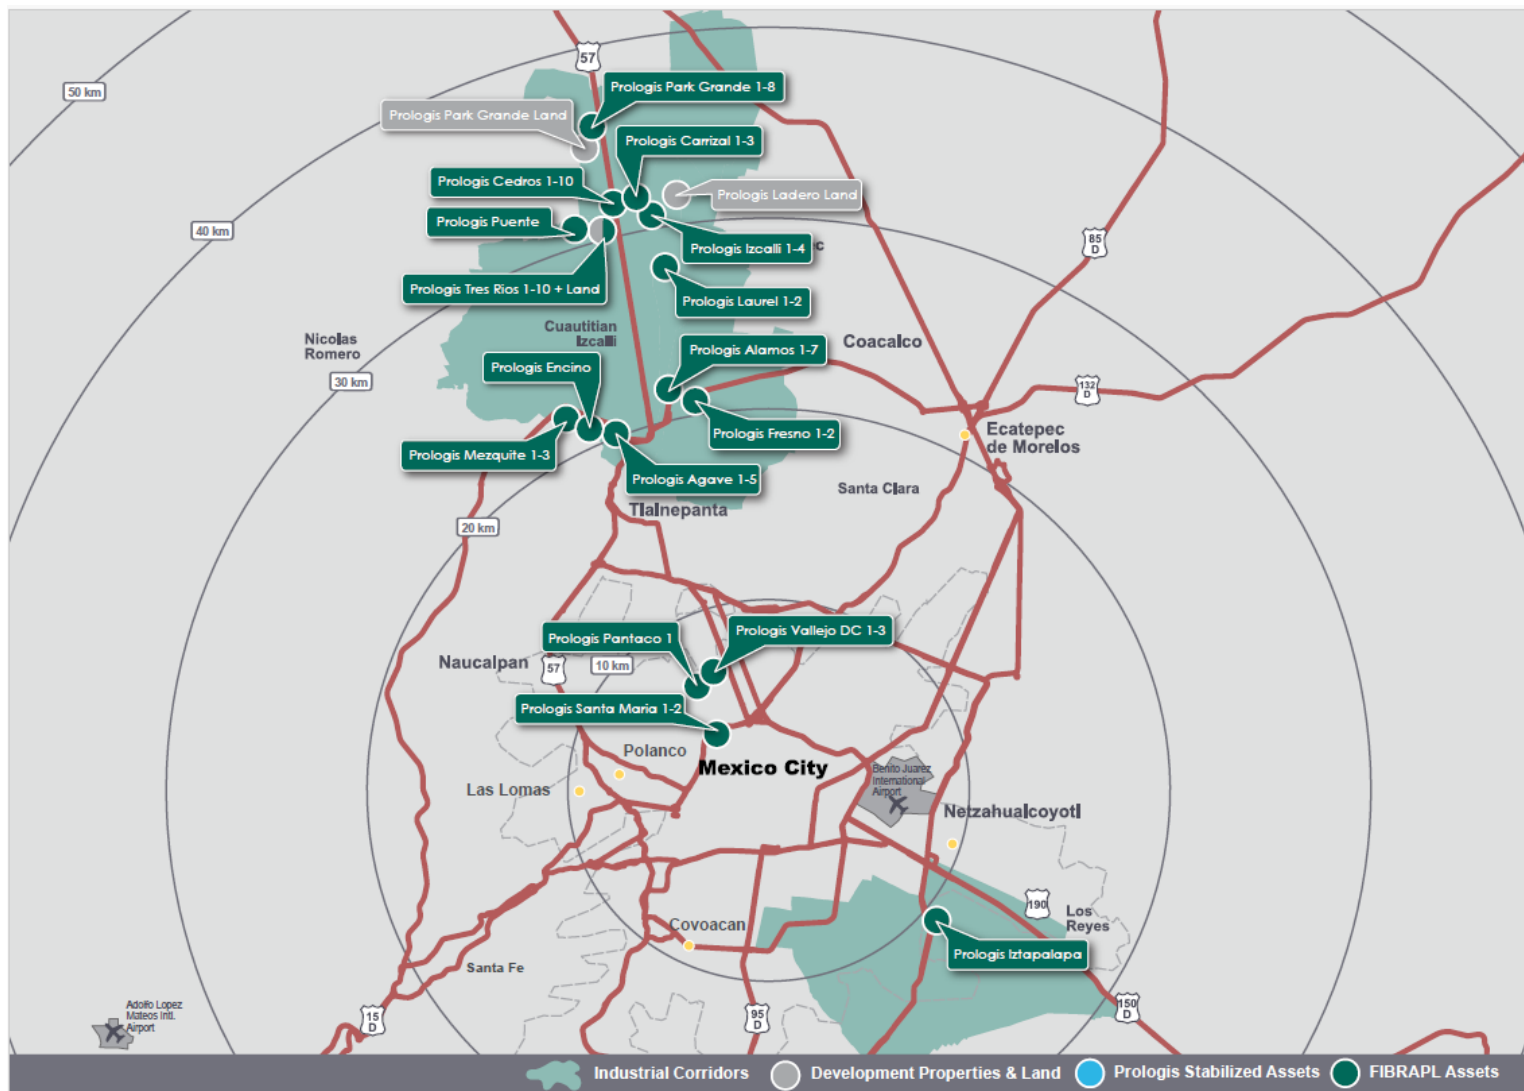 57
Prologis Park Grande 1-8
50 km
Prologis Park Grande Land
Prologis Carrizal 1-3
Prologis Cedros 1-10
Prologis Ladero Land
Prologis Puente
40 km
Prologis Izcalli 1-4
ec
85
D
Prologis Tres Rios 1-10 + Land
Prologis Laurel 1-2
Cuautitian
Izcalli
Nicolas
Romero
Coacalco
Prologis Alamos 1-7
Prologis Encino
30 km
132
D
Prologis Fresno 1-2
Ecatepec
de Morelos
Prologis Mezquite 1-3
Prologis Agave 1-5
Santa Clara
Tlalnepanta
20 km
Prologis Vallejo DC 1-3
Prologis Pantaco 1
Naucalpan
57
10 km
Prologis Santa Maria 1-2
Polanco
Mexico City
Benito Juarez
International
Airport
Las Lomas
Netzahualcoyotl
190
Los
Reyes
Covoacan
Prologis Iztapalapa
Santa Fe
Adolfo Lopez
Mateos Intl.
Airport
15
D
95
D
150
D
Industrial Corridors
Development Properties & Land
Prologis Stabilized Assets
FIBRAPL Assets